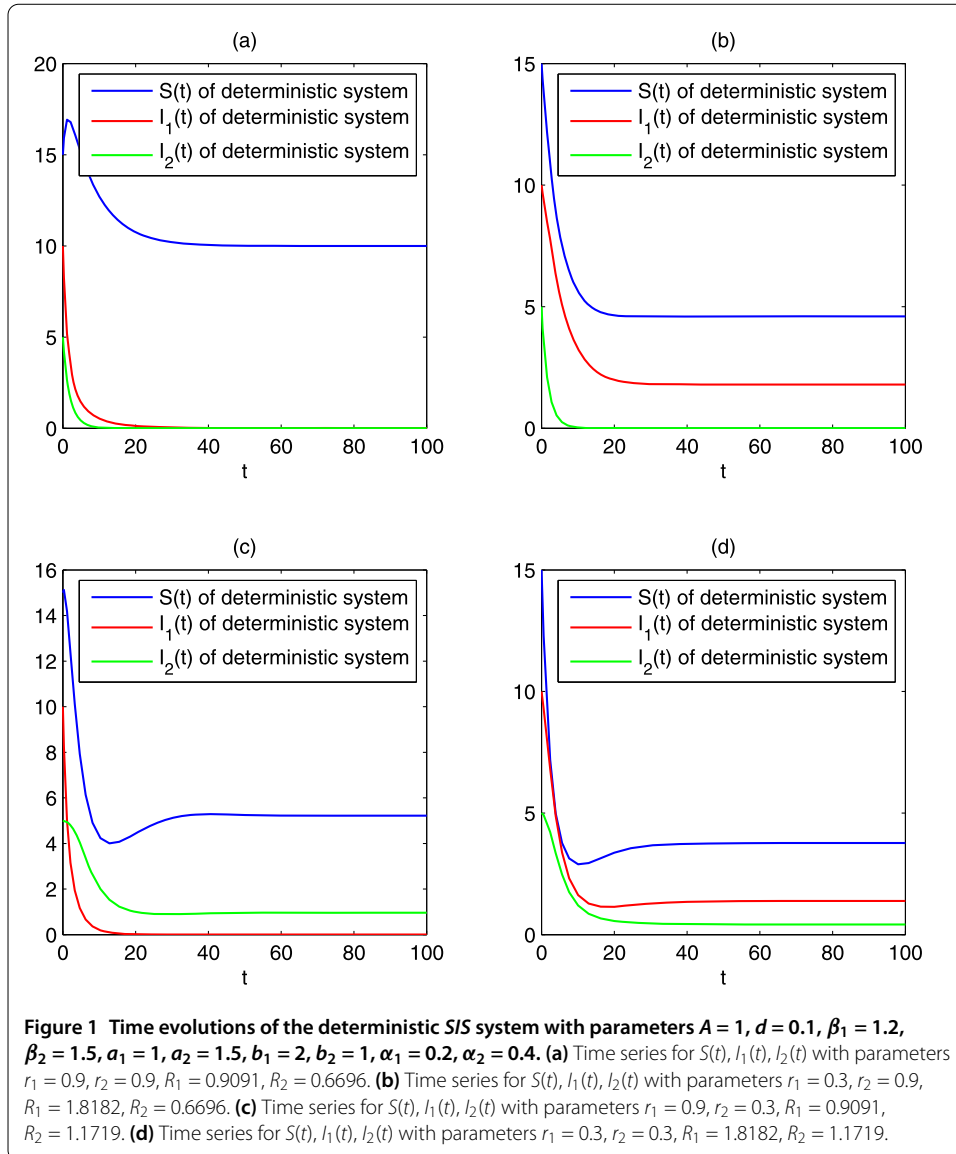 (a)
20
15
10
5
0
0 20 40 60 80 100
t
S(t) of deterministic system
I_1(t) of deterministic system
I_2(t) of deterministic system
(b)
15
10
5
0
0 20 40 60 80 100
t
S(t) of deterministic system
I_1(t) of deterministic system
I_2(t) of deterministic system
(c)
16
14
12
10
8
6
4
2
0
0 20 40 60 80 100
t
S(t) of deterministic system
I_1(t) of deterministic system
I_2(t) of deterministic system
(d)
15
10
5
0
0 20 40 60 80 100
t
S(t) of deterministic system
I_1(t) of deterministic system
I_2(t) of deterministic system
Figure 1 Time evolutions of the deterministic SIS system with parameters A = 1, d = 0.1, β₁ = 1.2,
β₂ = 1.5, a₁ = 1, a₂ = 1.5, b₁ = 2, b₂ = 1, α₁ = 0.2, α₂ = 0.4. (a) Time series for S(t), I₁(t), I₂(t) with parameters
r₁ = 0.9, r₂ = 0.9, R₁ = 0.9091, R₂ = 0.6696. (b) Time series for S(t), I₁(t), I₂(t) with parameters r₁ = 0.3, r₂ = 0.9,
R₁ = 1.8182, R₂ = 0.6696. (c) Time series for S(t), I₁(t), I₂(t) with parameters r₁ = 0.9, r₂ = 0.3, R₁ = 0.9091,
R₂ = 1.1719. (d) Time series for S(t), I₁(t), I₂(t) with parameters r₁ = 0.3, r₂ = 0.3, R₁ = 1.8182, R₂ = 1.1719.